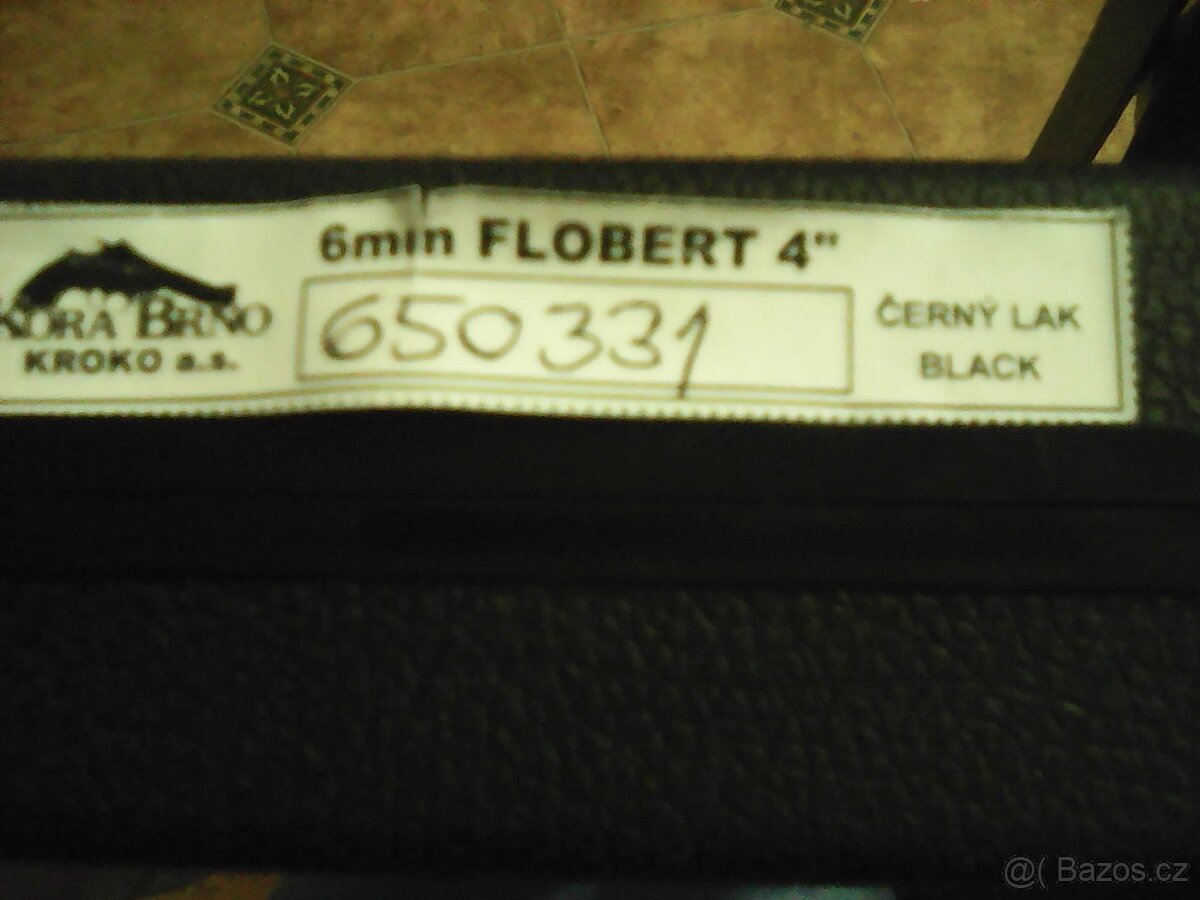 6mm FLOBERT 4"
KORA BRNO
KROKO a.s.
650331
ČERNÝ LAK
BLACK
@( Bazos.cz